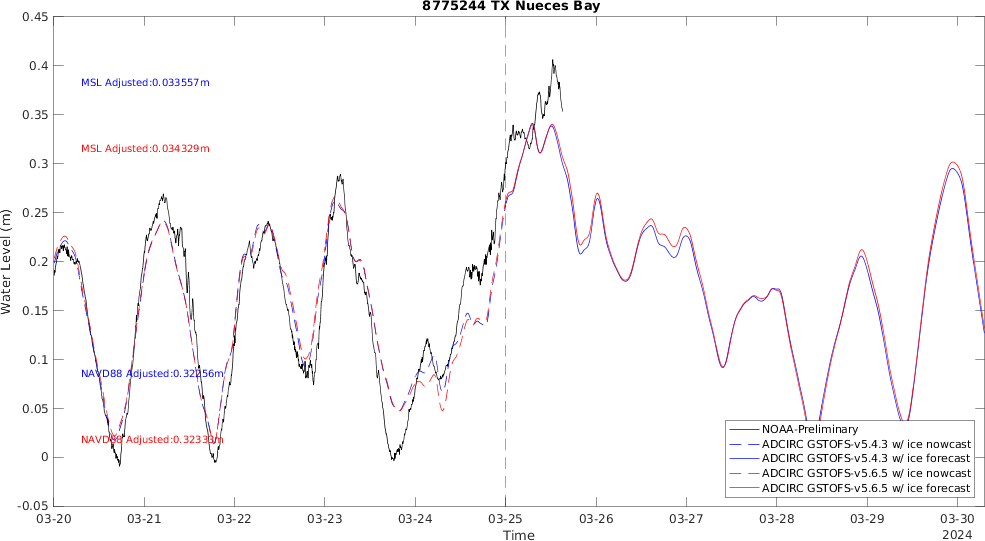 8775244 TX Nueces Bay
0.45
0.4
0.35
0.3
0.25
0.2
0.15
0.1
0.05
0
-0.05
Water Level (m)
MSL Adjusted:0.033557m
MSL Adjusted:0.034329m
NAVD88 Adjusted:0.32256m
NAVD88 Adjusted:0.32333m
NOAA-Preliminary
ADCIRC GSTOFS-v5.4.3 w/ ice nowcast
ADCIRC GSTOFS-v5.4.3 w/ ice forecast
ADCIRC GSTOFS-v5.6.5 w/ ice nowcast
ADCIRC GSTOFS-v5.6.5 w/ ice forecast
03-20 03-21 03-22 03-23 03-24 03-25 03-26 03-27 03-28 03-29 03-30
2024
Time